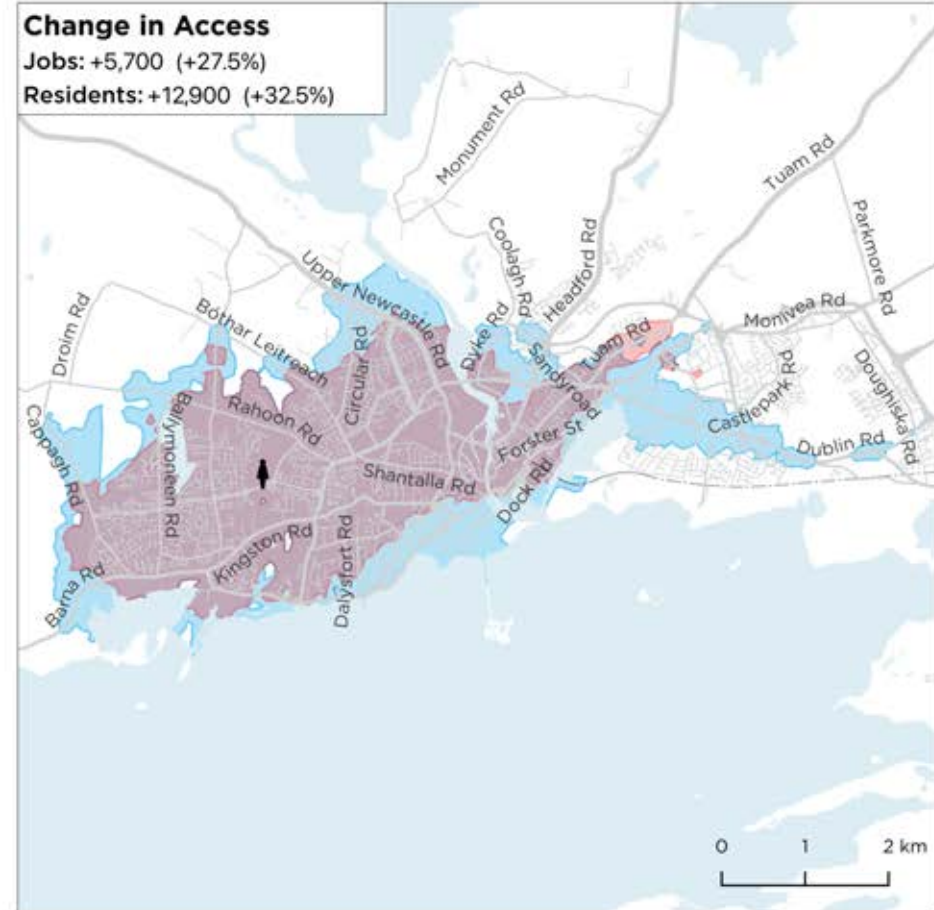 Change in Access
Jobs: +5,700 (+27.5%)
Residents: +12,900 (+32.5%)
Monument Rd
Tuam Rd
Parkmore Rd
Coolagh Rd
Headford Rd
Upper Newcastle Rd
Droim Rd
Bóthar Leitreach
Circular Rd
Dyke Rd
Sandyroad
Tuam Rd
Monivea Rd
Doughiska Rd
Castlepark Rd
Cappagh Rd
Ballymoneen Rd
Rahoon Rd
Forster St
Dublin Rd
Shantalla Rd
Dock Rd
Kingston Rd
Dalysfort Rd
Barna Rd
0 1 2 km